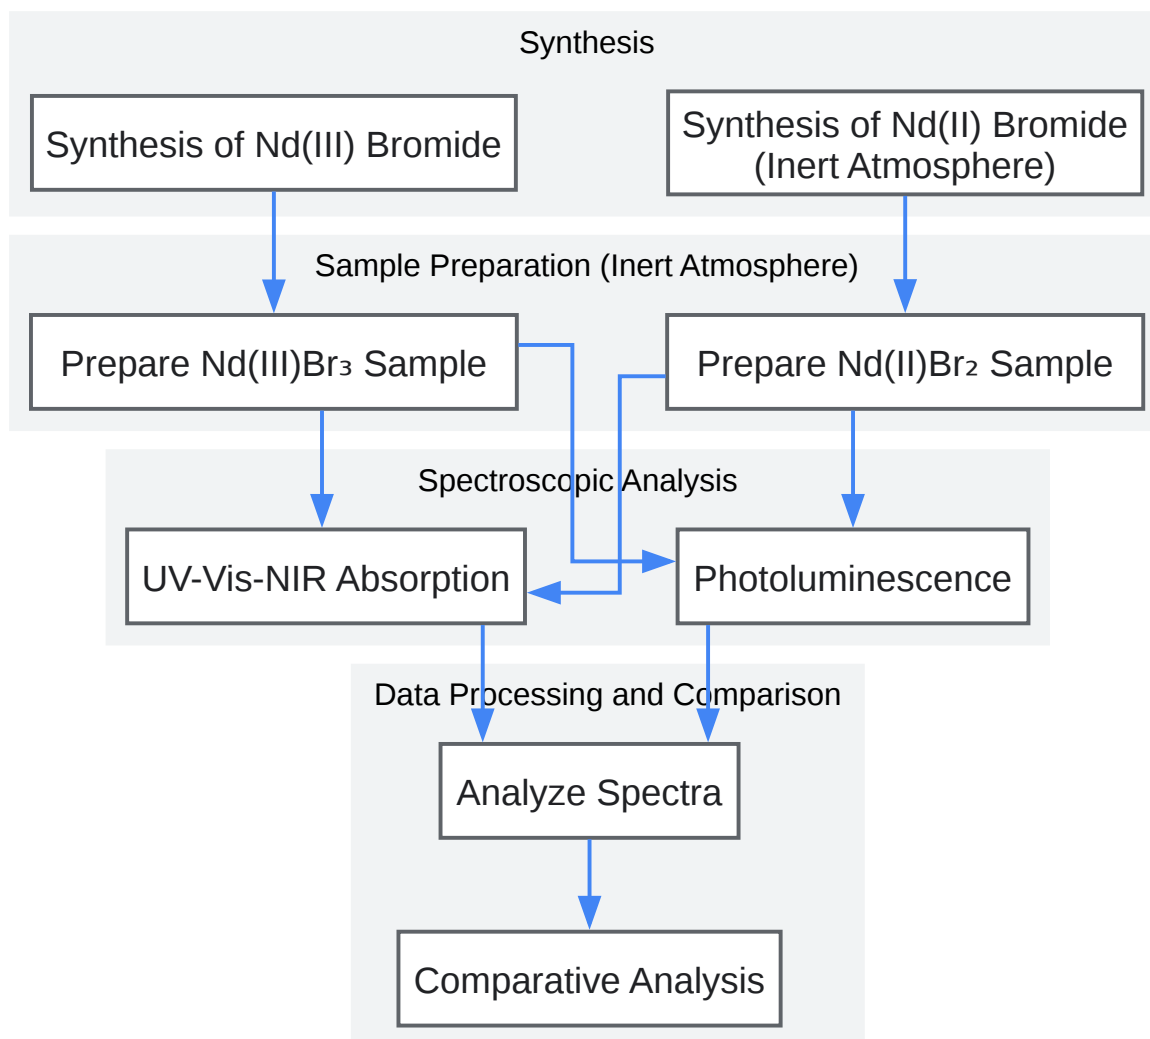 Synthesis
Synthesis of Nd(III) Bromide
Synthesis of Nd(II) Bromide
(Inert Atmosphere)
Sample Preparation (Inert Atmosphere)
Prepare Nd(III)Br₃ Sample
Prepare Nd(II)Br₂ Sample
Spectroscopic Analysis
UV-Vis-NIR Absorption
Photoluminescence
Data Processing and Comparison
Analyze Spectra
Comparative Analysis